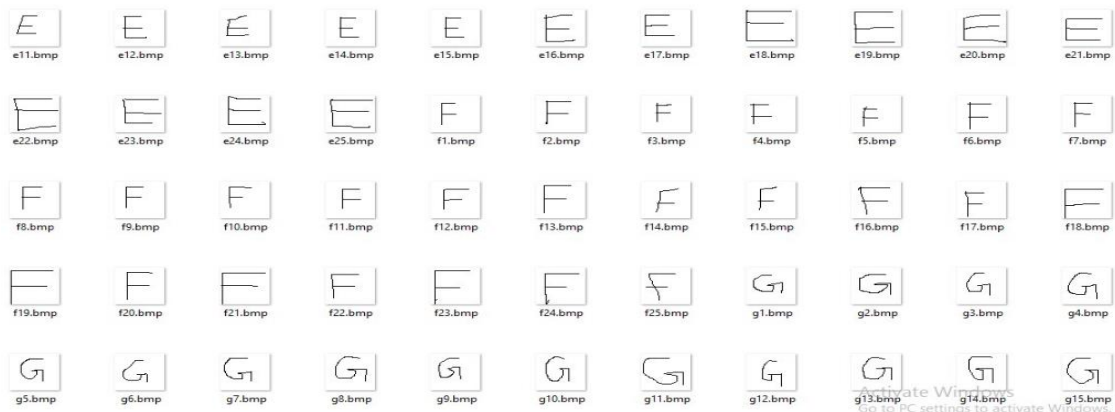 E E E E E E E E E E E
e11.bmp e12.bmp e13.bmp e14.bmp e15.bmp e16.bmp e17.bmp e18.bmp e19.bmp e20.bmp e21.bmp
E E E E F F F F F F F
e22.bmp e23.bmp e24.bmp e25.bmp f1.bmp f2.bmp f3.bmp f4.bmp f5.bmp f6.bmp f7.bmp
F F F F F F F F F F F
f8.bmp f9.bmp f10.bmp f11.bmp f12.bmp f13.bmp f14.bmp f15.bmp f16.bmp f17.bmp f18.bmp
F F F F F F F G G G G
f19.bmp f20.bmp f21.bmp f22.bmp f23.bmp f24.bmp f25.bmp g1.bmp g2.bmp g3.bmp g4.bmp
G G G G G G G G G G G
g5.bmp g6.bmp g7.bmp g8.bmp g9.bmp g10.bmp g11.bmp g12.bmp g13.bmp g14.bmp g15.bmp
Activate Windows
Go to PC settings to activate Windows.